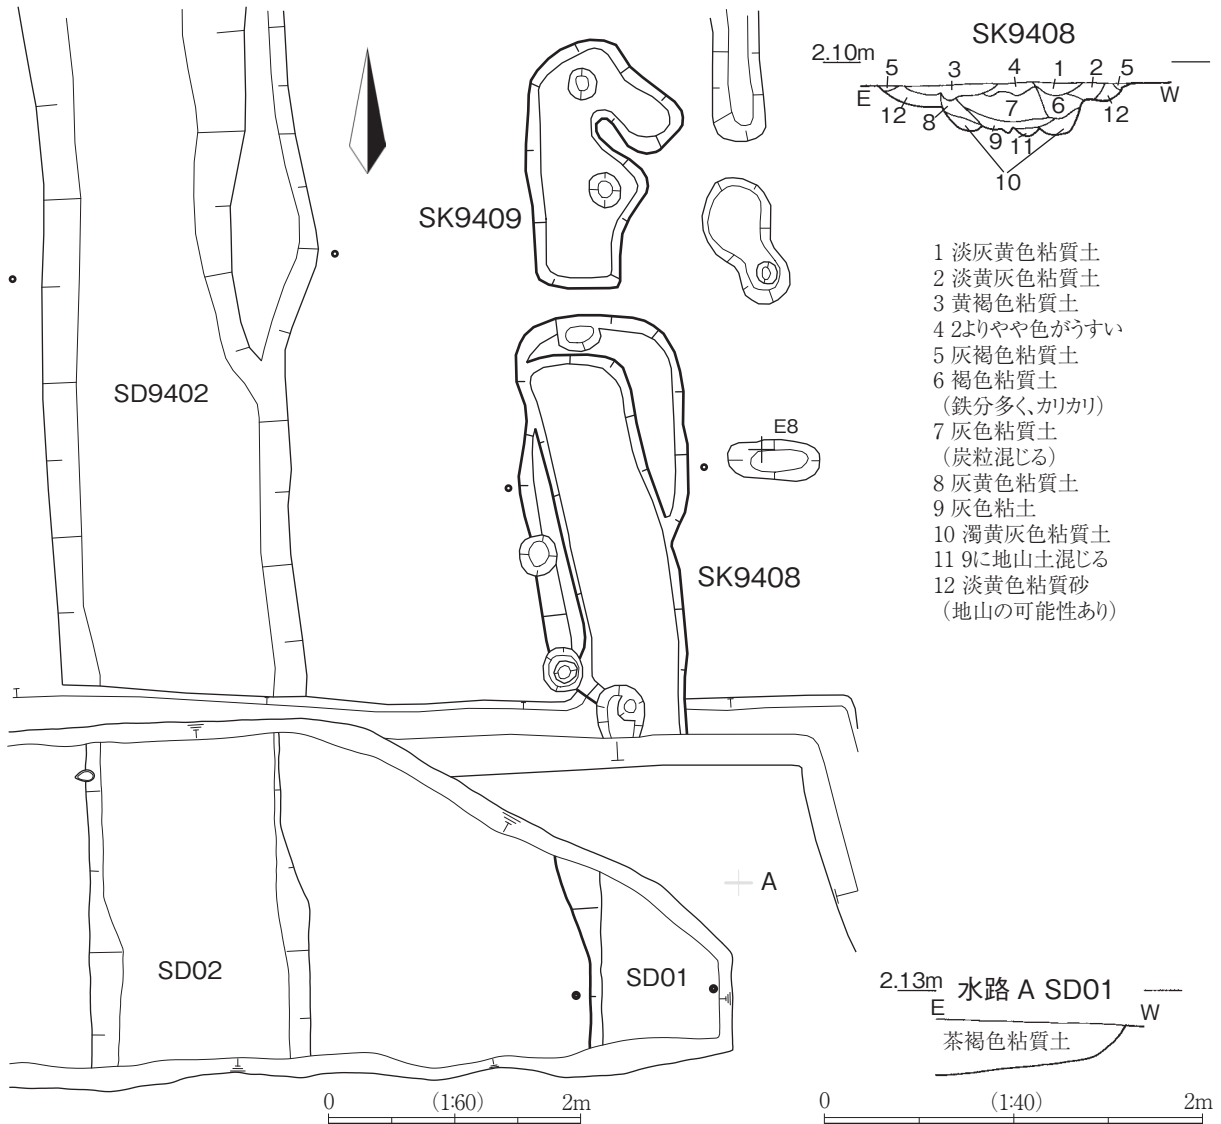 SK9408
2.10m
5 3 4 1 2 5
E W
7 6
12 8 12
9 11
10
SK9409
SD9402
E8
SK9408
1 淡灰黄色粘質土
2 淡黄灰色粘質土
3 黄褐色粘質土
4 2よりやや色がうすい
5 灰褐色粘質土
6 褐色粘質土
(鉄分多く、カリカリ)
7 灰色粘質土
(炭粒混じる)
8 灰黄色粘質土
9 灰色粘土
10 濁黄灰色粘質土
11 9に地山土混じる
12 淡黄色粘質砂
(地山の可能性あり)
A
SD02
SD01
2.13m 水路 A SD01
E W
茶褐色粘質土
0 (1:60) 2m
0 (1:40) 2m